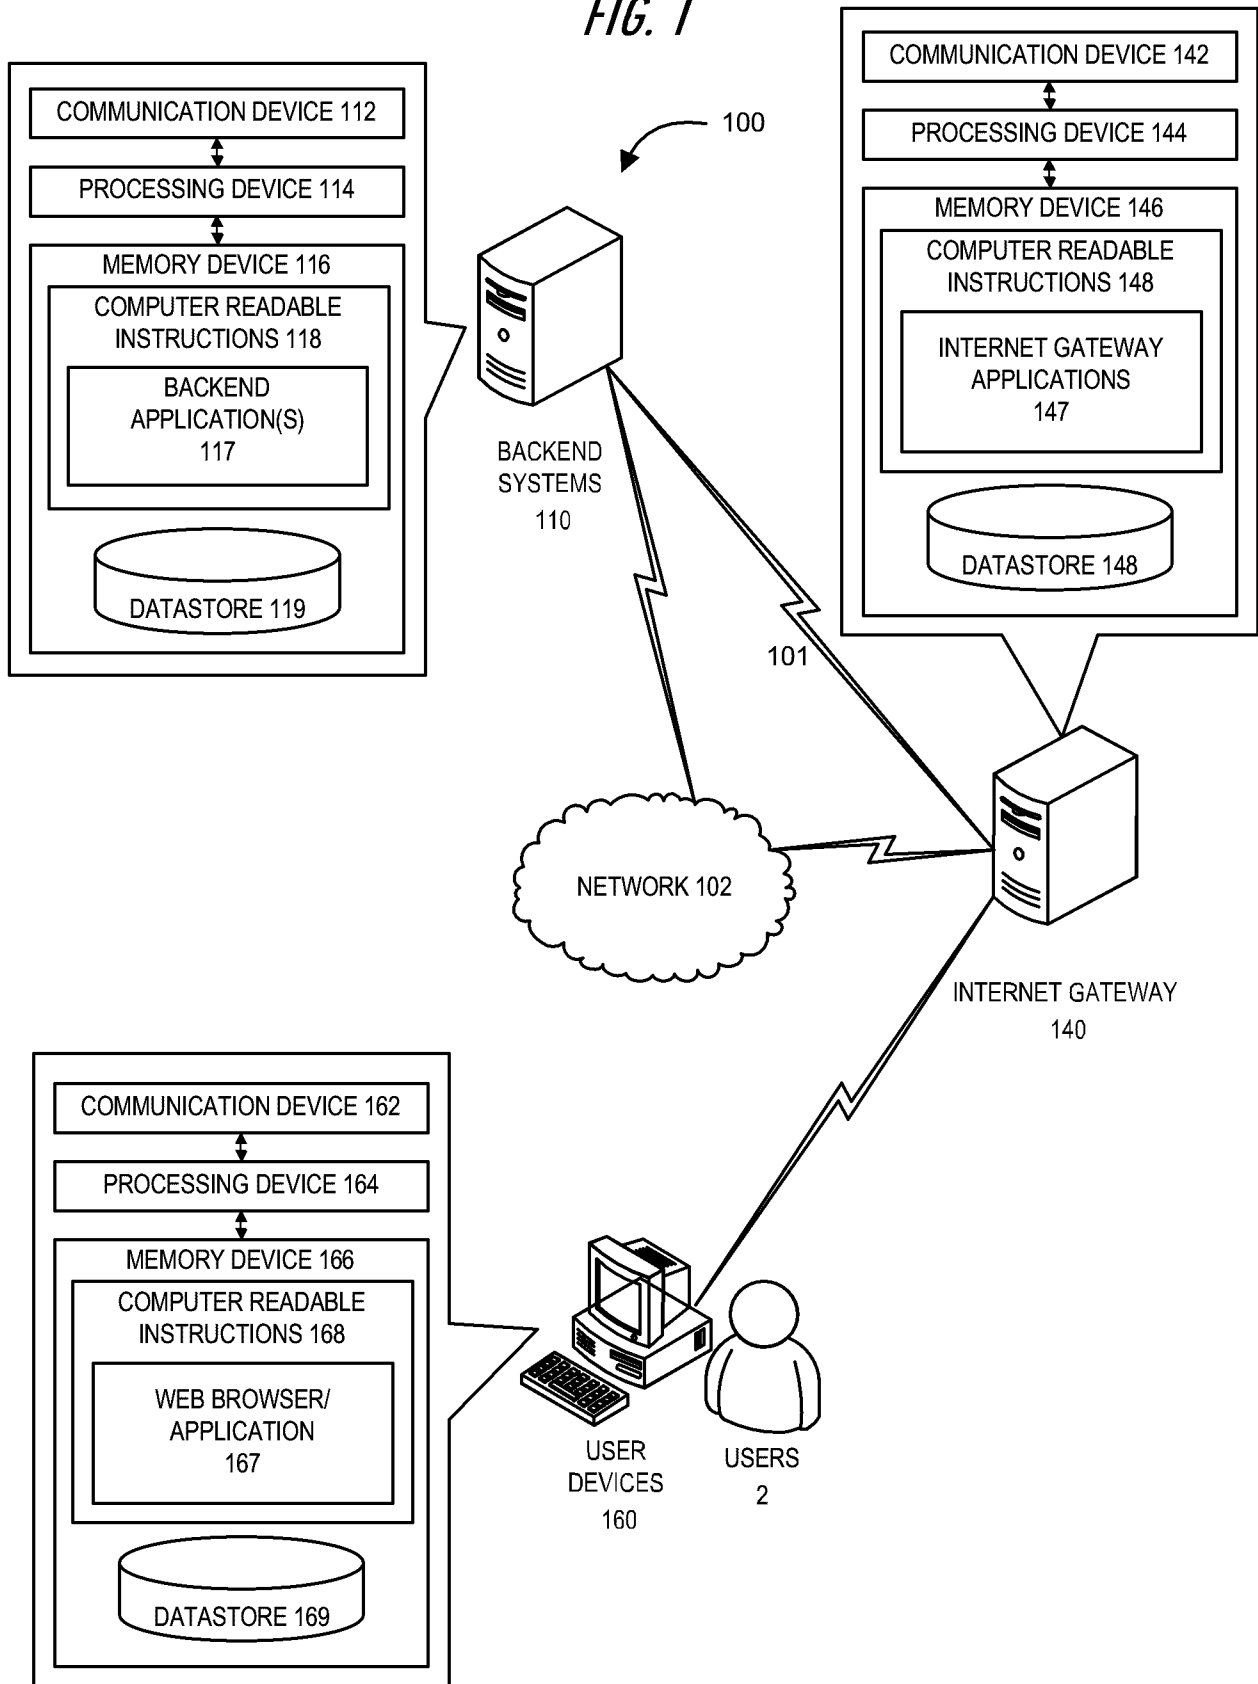 FIG. 1
COMMUNICATION DEVICE 112
PROCESSING DEVICE 114
MEMORY DEVICE 116
COMPUTER READABLE
INSTRUCTIONS 118
BACKEND
APPLICATION(S)
117
DATASTORE 119
100
BACKEND
SYSTEMS
110
COMMUNICATION DEVICE 142
PROCESSING DEVICE 144
MEMORY DEVICE 146
COMPUTER READABLE
INSTRUCTIONS 148
INTERNET GATEWAY
APPLICATIONS
147
DATASTORE 148
101
NETWORK 102
INTERNET GATEWAY
140
COMMUNICATION DEVICE 162
PROCESSING DEVICE 164
MEMORY DEVICE 166
COMPUTER READABLE
INSTRUCTIONS 168
WEB BROWSER/
APPLICATION
167
DATASTORE 169
USER
DEVICES
160
USERS
2